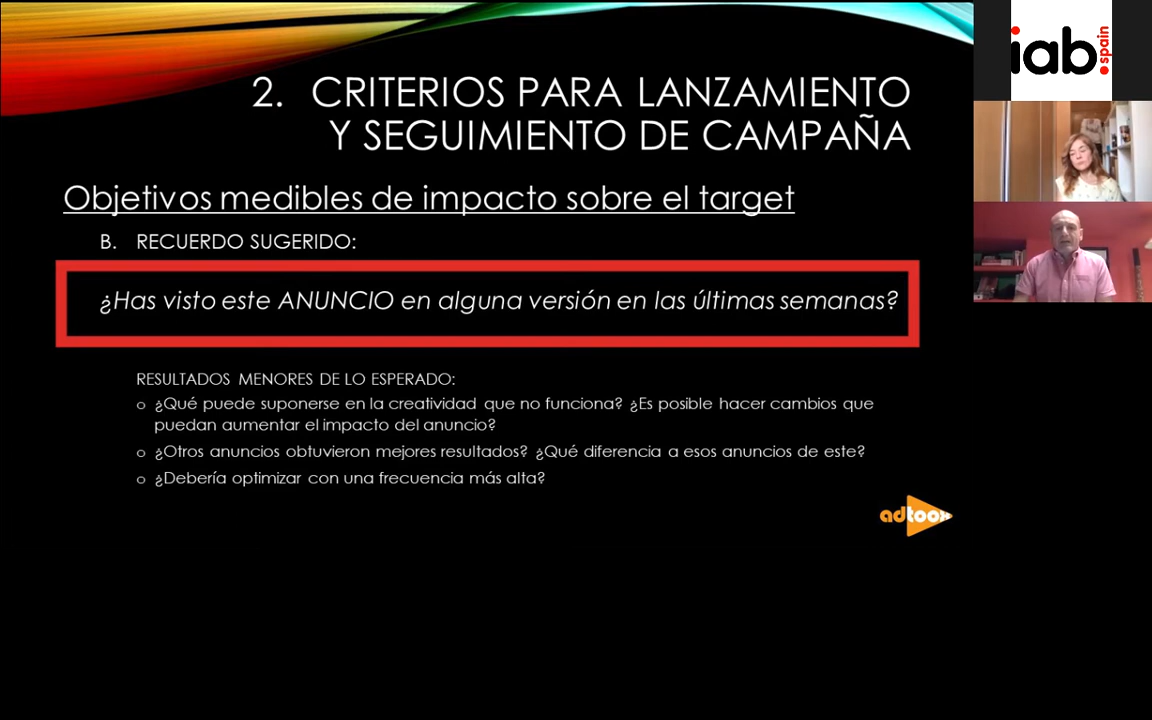 2. CRITERIOS PARA LANZAMIENTO
Y SEGUIMIENTO DE CAMPAÑA
Objetivos medibles de impacto sobre el target
B. RECUERDO SUGERIDO:
¿Has visto este ANUNCIO en alguna versión en las últimas semanas?
RESULTADOS MENORES DE LO ESPERADO:
o ¿Qué puede suponerse en la creatividad que no funciona? ¿Es posible hacer cambios que
puedan aumentar el impacto del anuncio?
o ¿Otros anuncios obtuvieron mejores resultados? ¿Qué diferencia a esos anuncios de este?
o ¿Debería optimizar con una frecuencia más alta?
adtoox
iab.
spain